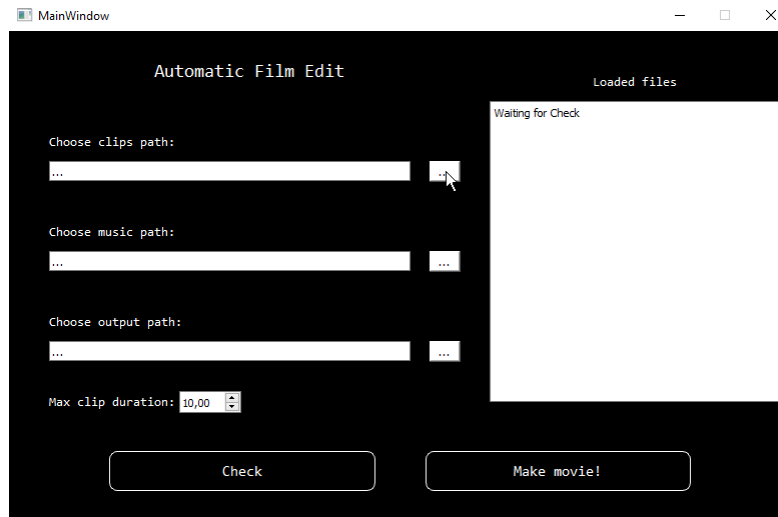 MainWindow
Automatic Film Edit
Loaded files
Waiting for Check
Choose clips path:
...
...
Choose music path:
...
...
Choose output path:
...
...
Max clip duration: 10,00
Check
Make movie!